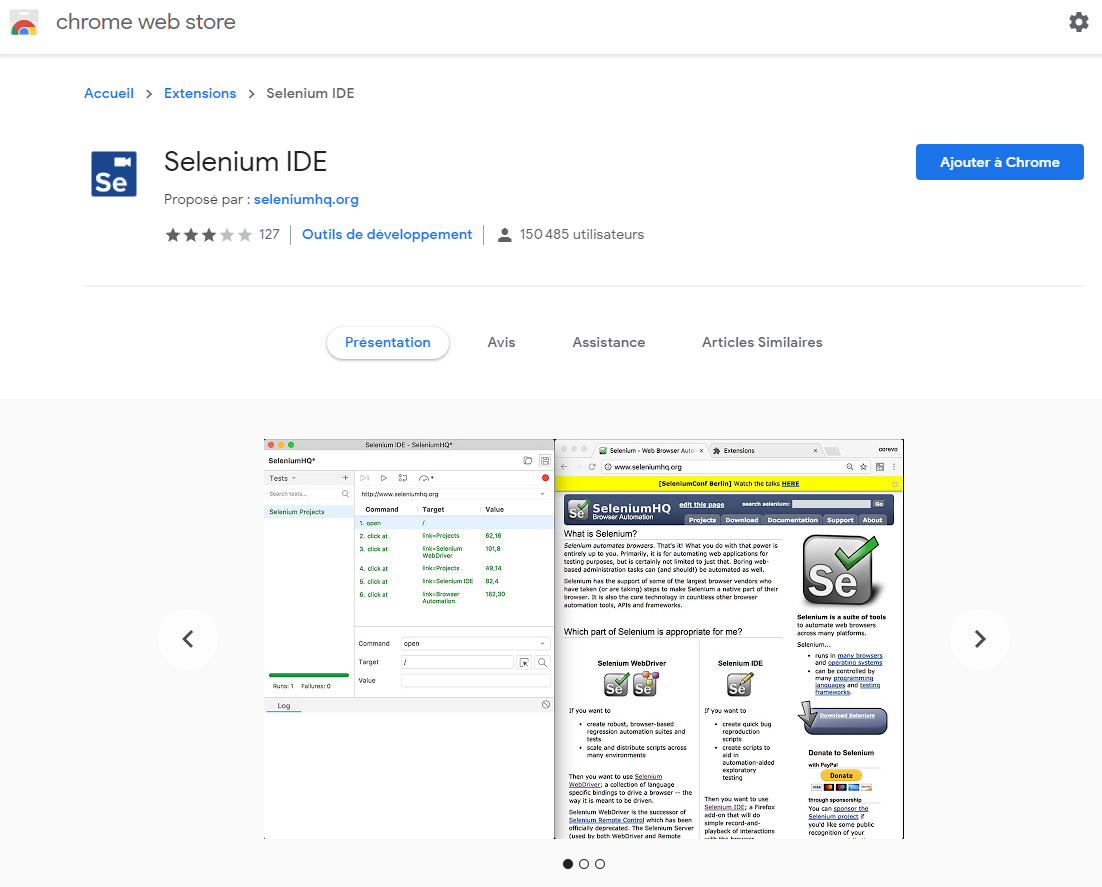 chrome web store
Accueil > Extensions > Selenium IDE
Se
Selenium IDE
Ajouter à Chrome
Proposé par : seleniumhq.org
127 Outils de développement 150 485 utilisateurs
Présentation Avis Assistance Articles Similaires
Selenium IDE - SeleniumHQ*
SeleniumHQ*
Tests
Search tests...
http://www.seleniumhq.org
Selenium Projects
Command Target Value
1. open /
2. click at link=Projects 62,16
3. click at link=Selenium WebDriver 101,8
4. click at link=Projects 49,14
5. click at link=Selenium IDE 82,4
6. click at link=Browser Automation 182,30
Command open
Target /
Value
Runs: 1 Failures: 0
Log
Selenium - Web Browser Auto
Extensions
corevo
www.seleniumhq.org
[SeleniumConf Berlin] Watch the talks HERE
Se
SeleniumHQ
Browser Automation
edit this page
search selenium:
Go
Projects Download Documentation Support About
What is Selenium?
Selenium automates browsers. That's it! What you do with that power is
entirely up to you. Primarily, it is for automating web applications for
testing purposes, but is certainly not limited to just that. Boring web-
based administration tasks can (and should!) be automated as well.
Selenium has the support of some of the largest browser vendors who
have taken (or are taking) steps to make Selenium a native part of their
browser. It is also the core technology in countless other browser
automation tools, APIs and frameworks.
Which part of Selenium is appropriate for me?
Selenium WebDriver
Se Se
If you want to
create robust, browser-based
regression automation suites and
tests
scale and distribute scripts across
many environments
Then you want to use Selenium
WebDriver; a collection of language
specific bindings to drive a browser -- the
way it is meant to be driven.
Selenium WebDriver is the successor of
Selenium Remote Control which has been
officially deprecated. The Selenium Server
(used by both WebDriver and Remote
Selenium IDE
Se
If you want to
create quick bug
reproduction
scripts
create scripts to
aid in
automation-aided
exploratory
testing
Then you want to use
Selenium IDE; a Firefox
add-on that will do
simple record-and-
playback of interactions
with the browser.
Se
Selenium is a suite of tools
to automate web browsers
across many platforms.
Selenium...
runs in many browsers
and operating systems
can be controlled by
many programming
languages and testing
frameworks.
Download Selenium
Donate to Selenium
with PayPal
Donate
VISA
through sponsorship
You can sponsor the
Selenium project if
you'd like some public
recognition of your